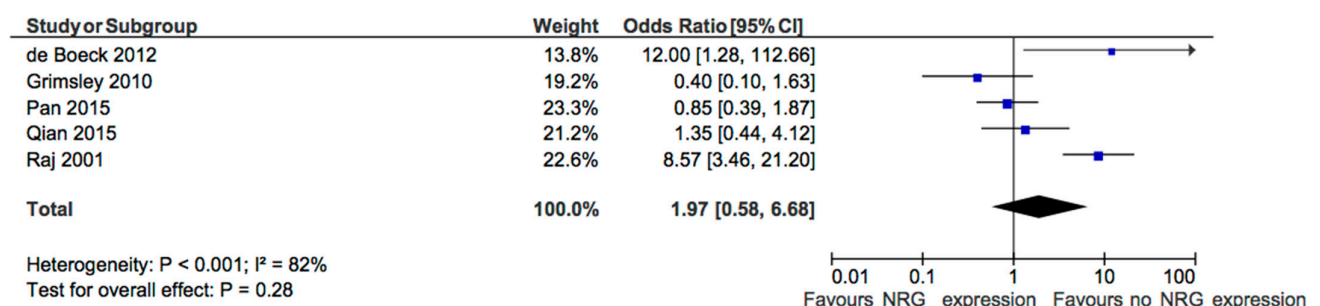 Study or Subgroup Weight Odds Ratio [95% CI]
de Boeck 2012 13.8% 12.00 [1.28, 112.66]
Grimsley 2010 19.2% 0.40 [0.10, 1.63]
Pan 2015 23.3% 0.85 [0.39, 1.87]
Qian 2015 21.2% 1.35 [0.44, 4.12]
Raj 2001 22.6% 8.57 [3.46, 21.20]
Total 100.0% 1.97 [0.58, 6.68]
Heterogeneity: P < 0.001; I² = 82%
Test for overall effect: P = 0.28
0.01 0.1 1 10 100
Favours NRG expression Favours no NRG expression